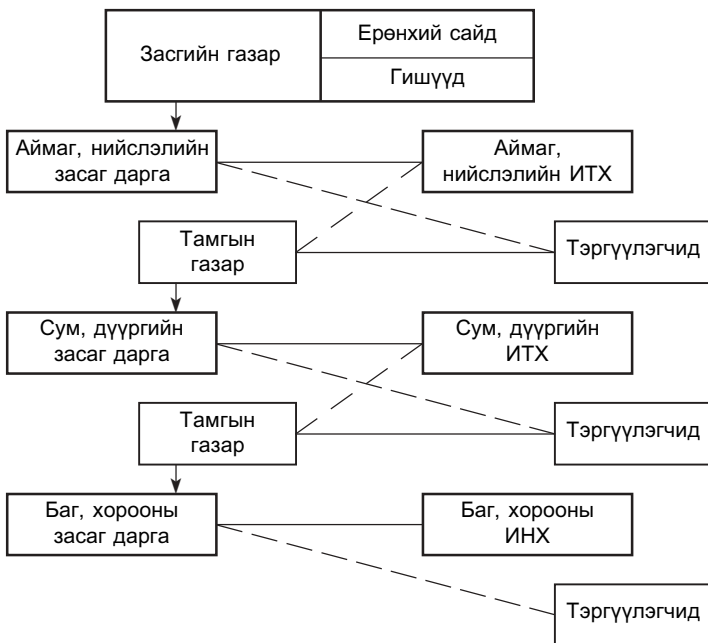 Засгийн газар
Ерөнхий сайд
Гишүүд
Аймаг, нийслэлийн
засаг дарга
Аймаг,
нийслэлийн ИТХ
Тамгын
газар
Тэргүүлэгчид
Сум, дүүргийн
засаг дарга
Сум, дүүргийн
ИТХ
Тамгын
газар
Тэргүүлэгчид
Баг, хорооны
засаг дарга
Баг, хорооны
ИНХ
Тэргүүлэгчид